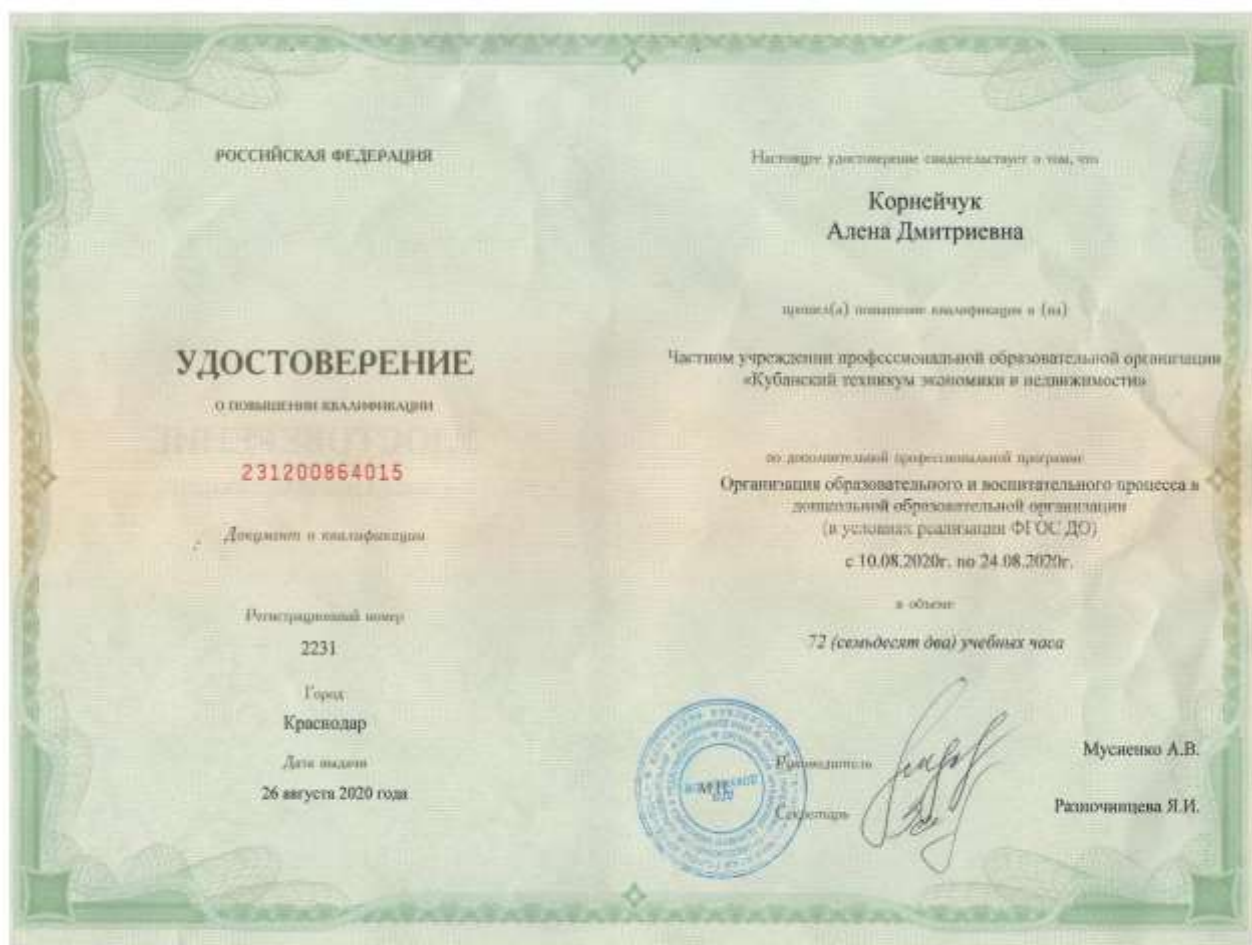 РОССИЙСКАЯ ФЕДЕРАЦИЯ
УДОСТОВЕРЕНИЕ
О ПОВЫШЕНИИ КВАЛИФИКАЦИИ
231200864015
Документ о квалификации
Регистрационный номер
2231
Город
Краснодар
Дата выдачи
26 августа 2020 года
Настоящее удостоверение свидетельствует о том, что
Корнейчук
Алена Дмитриевна
прошел(а) повышение квалификации в (на)
Частном учреждении профессиональной образовательной организации
«Кубанский техникум экономики и недвижимости»
по дополнительной профессиональной программе
Организация образовательного и воспитательного процесса в
дошкольной образовательной организации
(в условиях реализации ФГОС ДО)
с 10.08.2020г. по 24.08.2020г.
в объеме
72 (семьдесят два) учебных часа
Руководитель
Мусиенко А.В.
М.П.
Секретарь
Разночинцева Я.И.